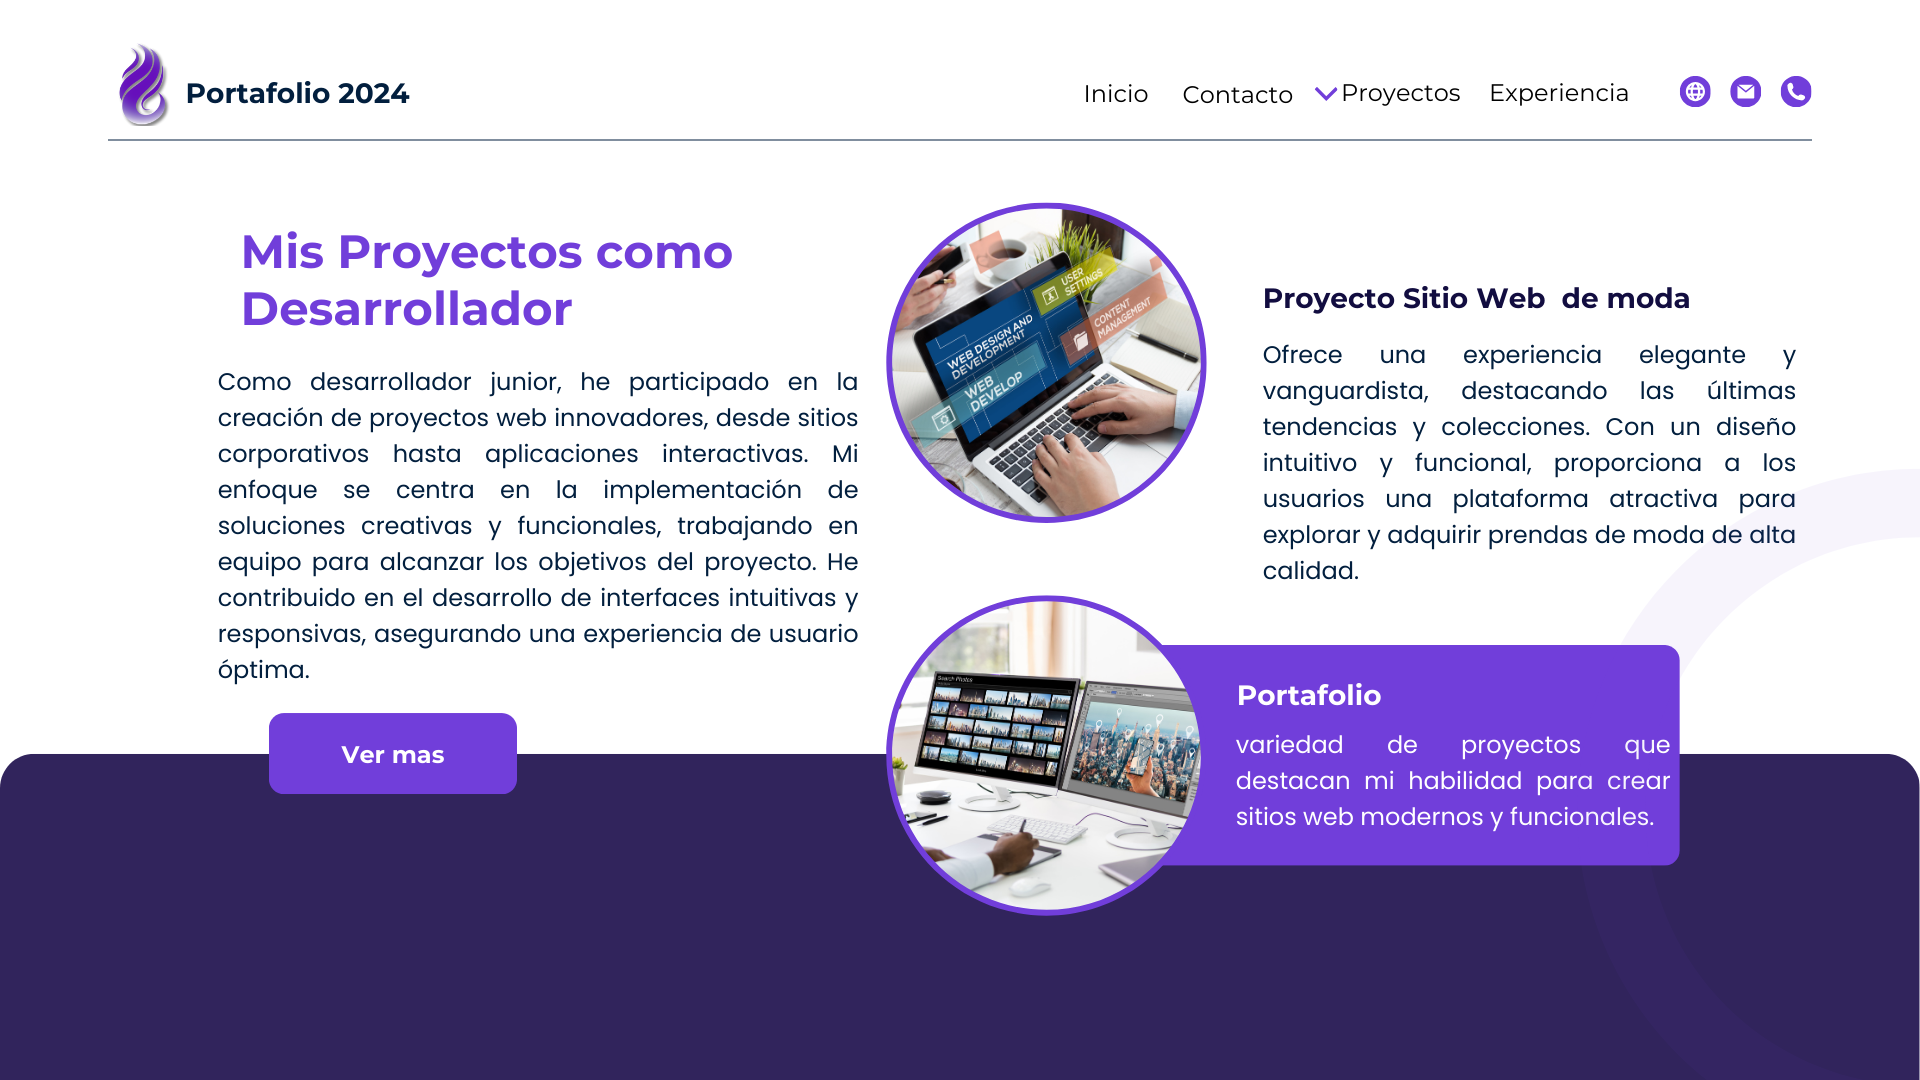 Portafolio 2024
Inicio
Contacto
Proyectos
Experiencia
Mis Proyectos como
Desarrollador
Como desarrollador junior, he participado en la
creación de proyectos web innovadores, desde sitios
corporativos hasta aplicaciones interactivas. Mi
enfoque se centra en la implementación de
soluciones creativas y funcionales, trabajando en
equipo para alcanzar los objetivos del proyecto. He
contribuido en el desarrollo de interfaces intuitivas y
responsivas, asegurando una experiencia de usuario
óptima.
Ver mas
USER
SETTINGS
CONTENT
MANAGEMENT
WEB DESIGN AND
DEVELOPMENT
WEB
DEVELOP
Proyecto Sitio Web  de moda
Ofrece una experiencia elegante y
vanguardista, destacando las últimas
tendencias y colecciones. Con un diseño
intuitivo y funcional, proporciona a los
usuarios una plataforma atractiva para
explorar y adquirir prendas de moda de alta
calidad.
Search Photos
Portafolio
variedad de proyectos que
destacan mi habilidad para crear
sitios web modernos y funcionales.